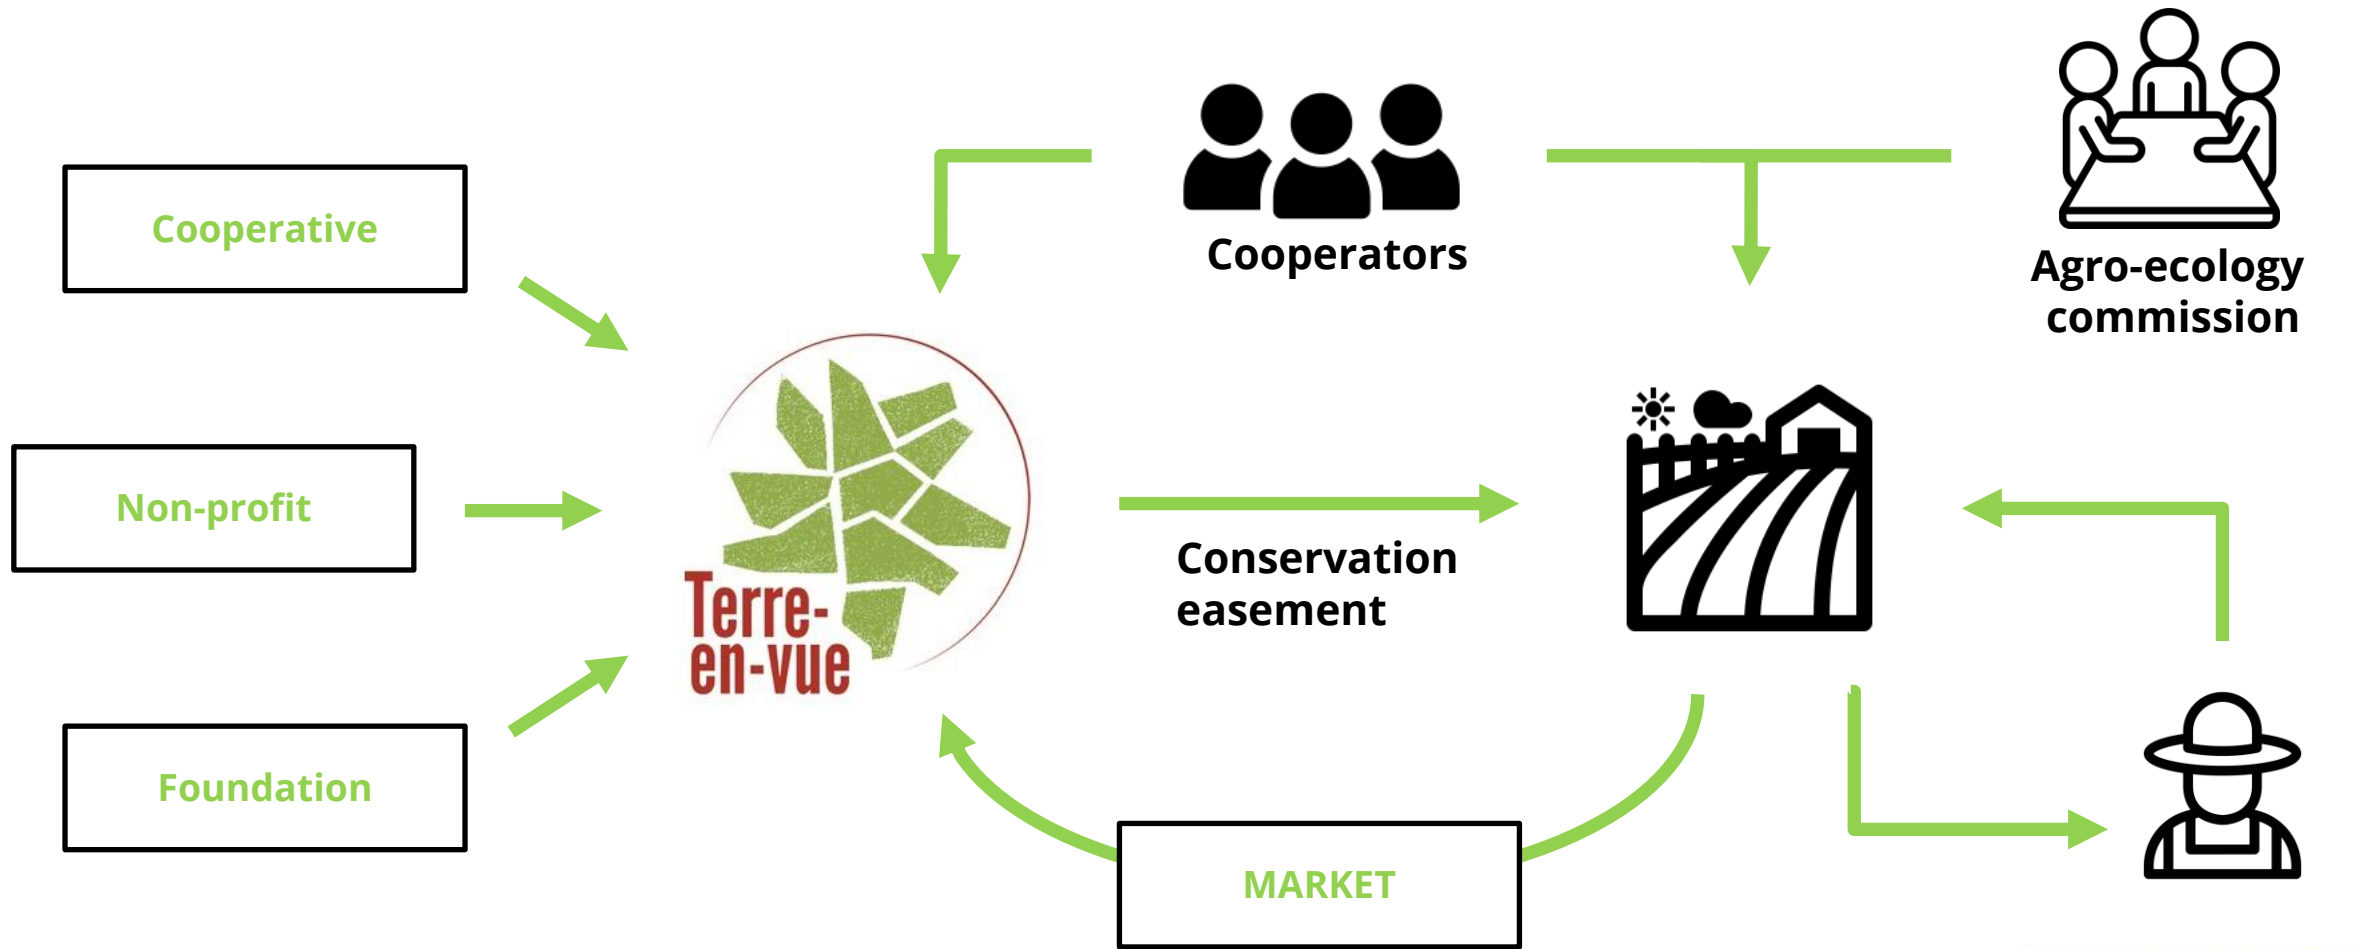 Cooperative
Non-profit
Foundation
Terre-
en-vue
Cooperators
Conservation
easement
MARKET
Agro-ecology
commission